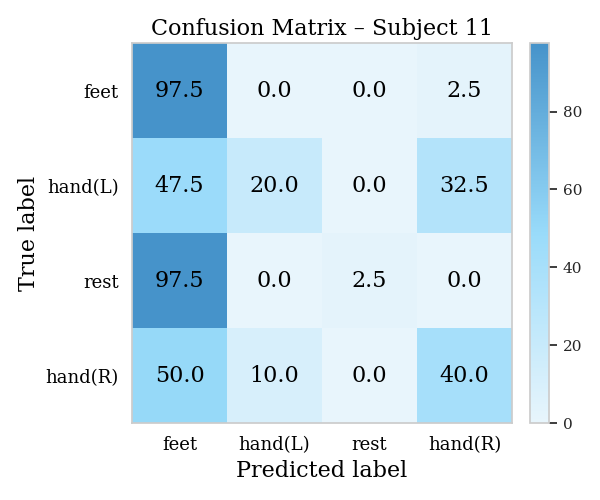 Confusion Matrix – Subject 11
feet 97.5 0.0 0.0 2.5
hand(L) 47.5 20.0 0.0 32.5
rest 97.5 0.0 2.5 0.0
hand(R) 50.0 10.0 0.0 40.0
feet hand(L) rest hand(R)
Predicted label
True label
80
60
40
20
0